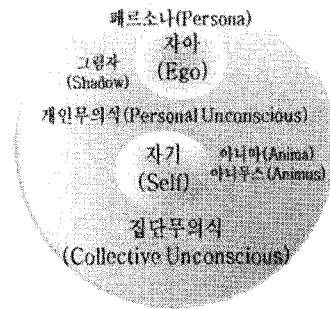 페르소나(Persona)
자아
(Ego)
그림자
(Shadow)
개인무의식(Personal Unconscious)
자기
(Self)
아니마(Anima)
아니무스(Animus)
집단무의식
(Collective Unconscious)